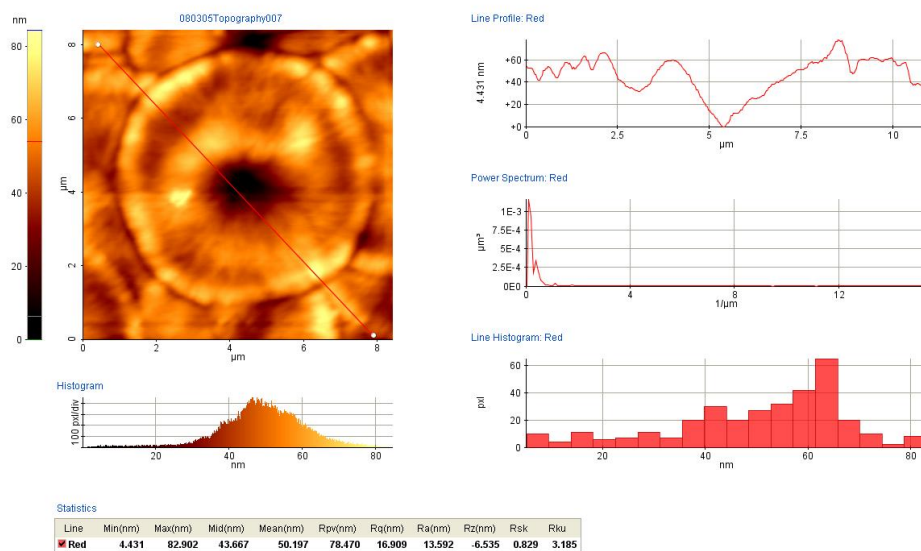 080305Topography007
nm
80
60
40
20
0
µm
8
6
4
2
0
2
4
6
8
µm
Histogram
100 pxl/div
20
40
60
80
nm
Line Profile: Red
4.431 nm
+60
+40
+20
+0
0
2.5
5
7.5
10
µm
Power Spectrum: Red
µm³
1E-3
7.5E-4
5E-4
2.5E-4
0E0
0
4
8
12
1/µm
Line Histogram: Red
pxl
60
40
20
0
20
40
60
80
nm
Statistics
Line Min(nm) Max(nm) Mid(nm) Mean(nm) Rpv(nm) Rq(nm) Ra(nm) Rz(nm) Rsk Rku
Red 4.431 82.902 43.667 50.197 78.470 16.909 13.592 -6.535 0.829 3.185